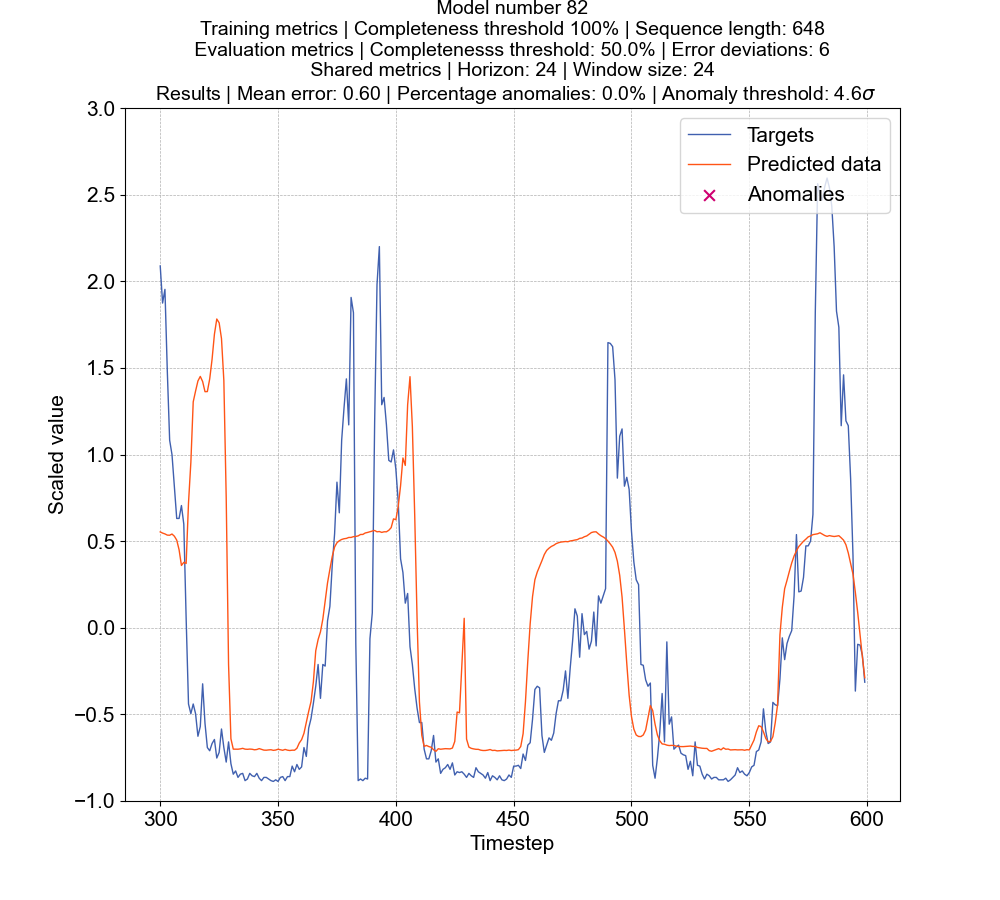 Model number 82
Training metrics | Completeness threshold 100% | Sequence length: 648
Evaluation metrics | Completenesss threshold: 50.0% | Error deviations: 6
Shared metrics | Horizon: 24 | Window size: 24
Results | Mean error: 0.60 | Percentage anomalies: 0.0% | Anomaly threshold: 4.6σ
Targets
Predicted data
Anomalies
3.0
2.5
2.0
1.5
1.0
0.5
0.0
−0.5
−1.0
Scaled value
300 350 400 450 500 550 600
Timestep